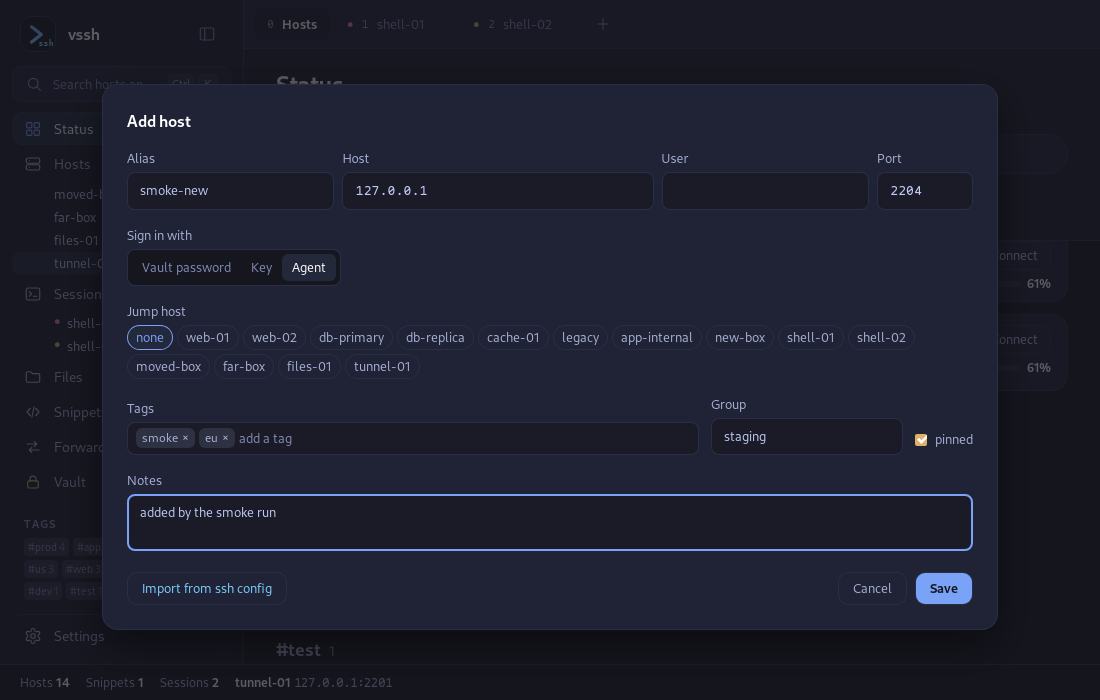 vssh
ssh
0 Hosts
1 shell-01
2 shell-02
Search hosts an
Ctrl K
Status
Status
Hosts
far-box
files-01
Session
shell-
shell-
Files
Snippet
Forward
Vault
TAGS
#prod 4 #app
#us 3 #web 3
#dev 1 #test 1
Settings
Add host
Alias Host User Port
smoke-new 127.0.0.1 2204
Sign in with
Vault password Key Agent
Jump host
none web-01 web-02 db-primary db-replica cache-01 legacy app-internal new-box shell-01 shell-02
moved-box far-box files-01 tunnel-01
Tags Group
smoke × eu × add a tag staging pinned
Notes
added by the smoke run
Import from ssh config Cancel Save
onnect
61%
onnect
61%
#test 1
Hosts 14 Snippets 1 Sessions 2 tunnel-01 127.0.0.1:2201